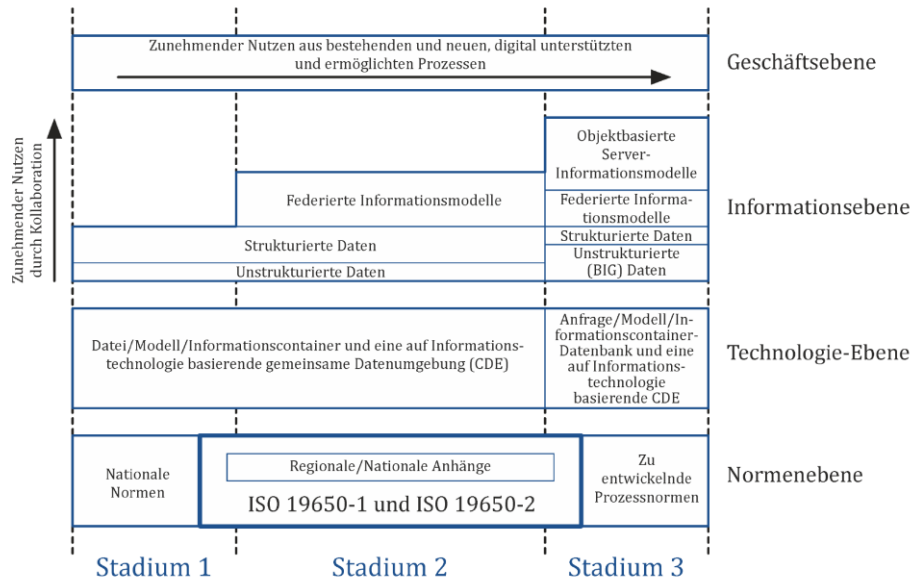 Zunehmender Nutzen aus bestehenden und neuen, digital unterstützten
und ermöglichten Prozessen
Geschäftsebene
Zunehmender Nutzen
durch Kollaboration
Objektbasierte
Server-
Informationsmodelle
Federierte Informationsmodelle
Federierte Informa-
tionsmodelle
Informationsebene
Strukturierte Daten
Strukturierte Daten
Unstrukturierte Daten
Unstrukturierte
(BIG) Daten
Datei/Modell/Informationscontainer und eine auf Informations-
technologie basierende gemeinsame Datenumgebung (CDE)
Anfrage/Modell/In-
formationscontainer-
Datenbank und eine
auf Informations-
technologie
basierende CDE
Technologie-Ebene
Nationale
Normen
Regionale/Nationale Anhänge
ISO 19650-1 und ISO 19650-2
Zu
entwickelnde
Prozessnormen
Normenebene
Stadium 1
Stadium 2
Stadium 3